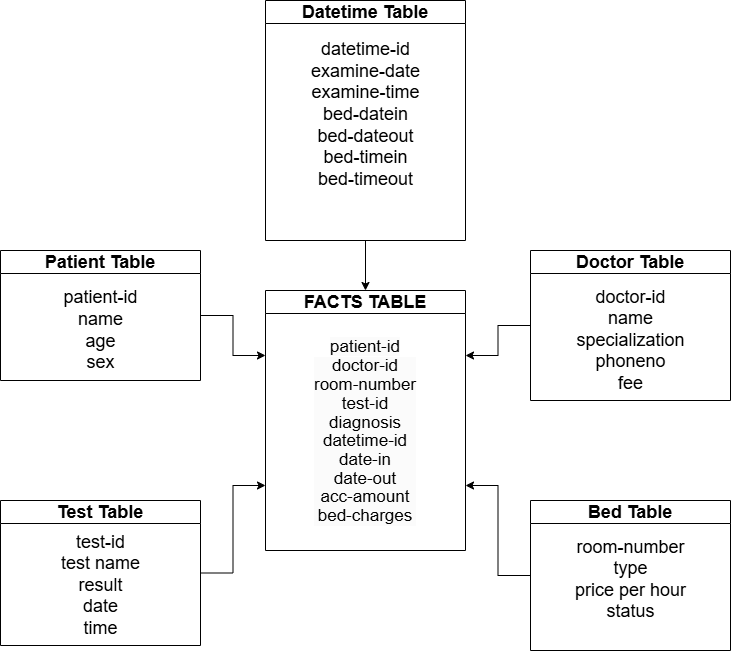 Datetime Table
datetime-id
examine-date
examine-time
bed-datein
bed-dateout
bed-timein
bed-timeout
Patient Table
patient-id
name
age
sex
Doctor Table
doctor-id
name
specialization
phoneno
fee
FACTS TABLE
patient-id
doctor-id
room-number
test-id
diagnosis
datetime-id
date-in
date-out
acc-amount
bed-charges
Test Table
test-id
test name
result
date
time
Bed Table
room-number
type
price per hour
status